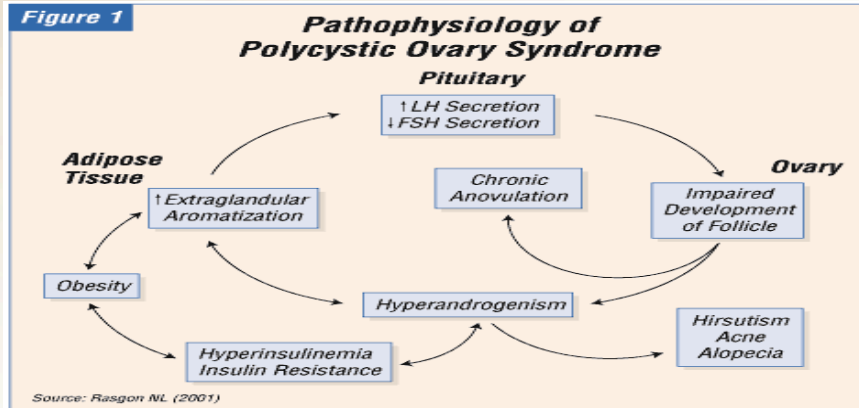 Figure 1
Pathophysiology of
Polycystic Ovary Syndrome
Pituitary
↑LH Secretion
↓FSH Secretion
Adipose
Tissue
↑Extraglandular
Aromatization
Chronic
Anovulation
Ovary
Impaired
Development
of Follicle
Obesity
Hyperandrogenism
Hyperinsulinemia
Insulin Resistance
Hirsutism
Acne
Alopecia
Source: Rasgon NL (2001)